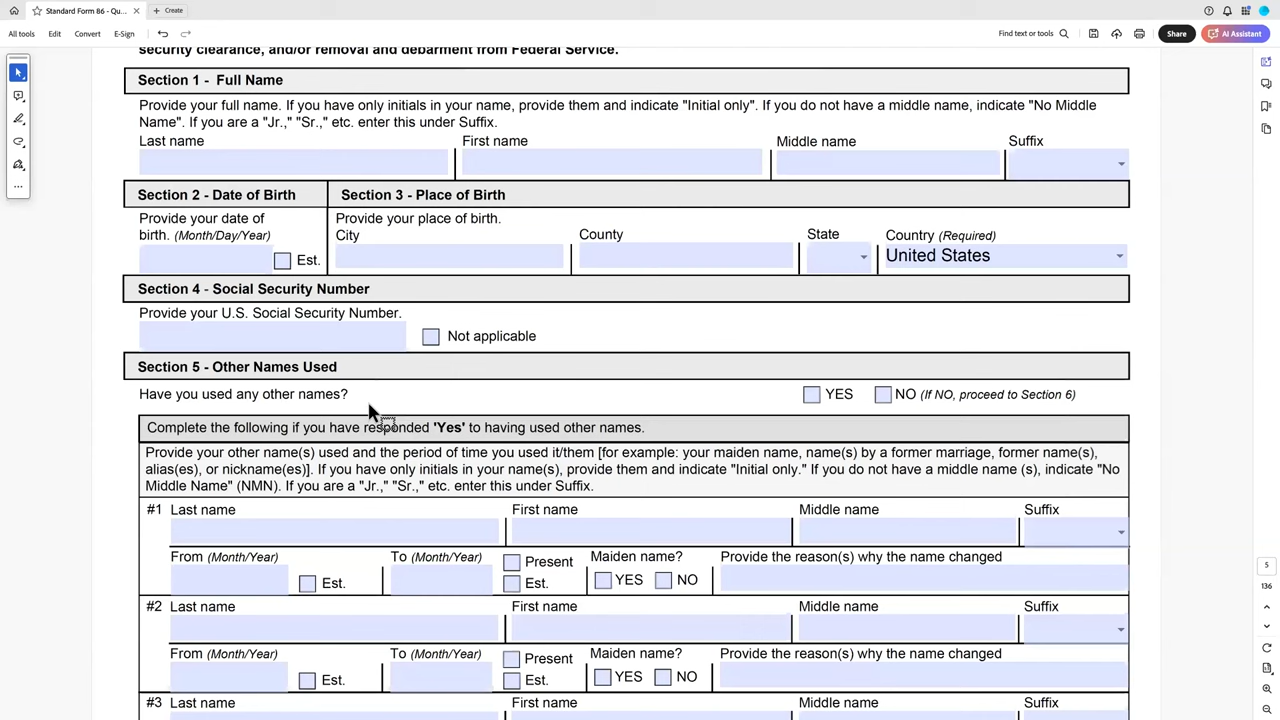 Standard Form 86 - Qu...
Create
All tools
Edit
Convert
E-Sign
Find text or tools
Share
AI Assistant
security clearance, and/or removal and debarment from Federal Service.
Section 1 - Full Name
Provide your full name. If you have only initials in your name, provide them and indicate "Initial only". If you do not have a middle name, indicate "No Middle
Name". If you are a "Jr.," "Sr.," etc. enter this under Suffix.
Last name First name Middle name Suffix
Section 2 - Date of Birth Section 3 - Place of Birth
Provide your date of
birth. (Month/Day/Year)
Est.
Provide your place of birth.
City County State Country (Required)
United States
Section 4 - Social Security Number
Provide your U.S. Social Security Number.
Not applicable
Section 5 - Other Names Used
Have you used any other names? YES NO (If NO, proceed to Section 6)
Complete the following if you have responded 'Yes' to having used other names.
Provide your other name(s) used and the period of time you used it/them [for example: your maiden name, name(s) by a former marriage, former name(s),
alias(es), or nickname(es)]. If you have only initials in your name(s), provide them and indicate "Initial only." If you do not have a middle name (s), indicate "No
Middle Name" (NMN). If you are a "Jr.," "Sr.," etc. enter this under Suffix.
#1 Last name First name Middle name Suffix
From (Month/Year) To (Month/Year) Present Maiden name? Provide the reason(s) why the name changed
Est. Est. YES NO
#2 Last name First name Middle name Suffix
From (Month/Year) To (Month/Year) Present Maiden name? Provide the reason(s) why the name changed
Est. Est. YES NO
#3 Last name First name Middle name Suffix
5
136